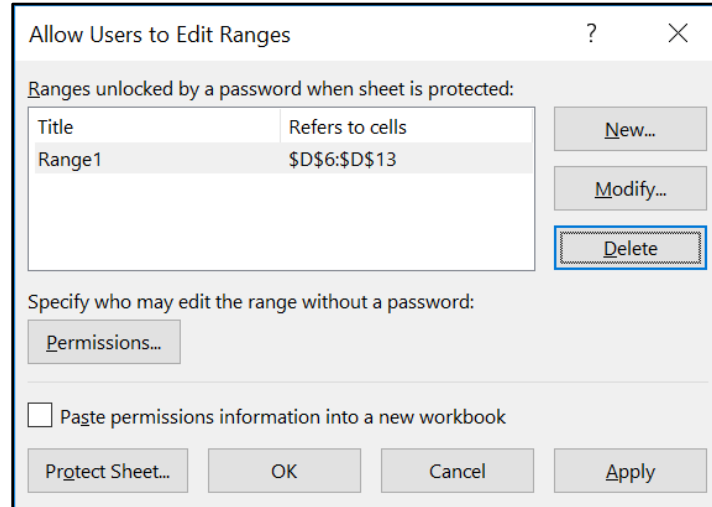 Allow Users to Edit Ranges ?
Ranges unlocked by a password when sheet is protected:
Title Refers to cells
Range1 $D$6:$D$13
New...
Modify...
Delete
Specify who may edit the range without a password:
Permissions...
Paste permissions information into a new workbook
Protect Sheet... OK Cancel Apply